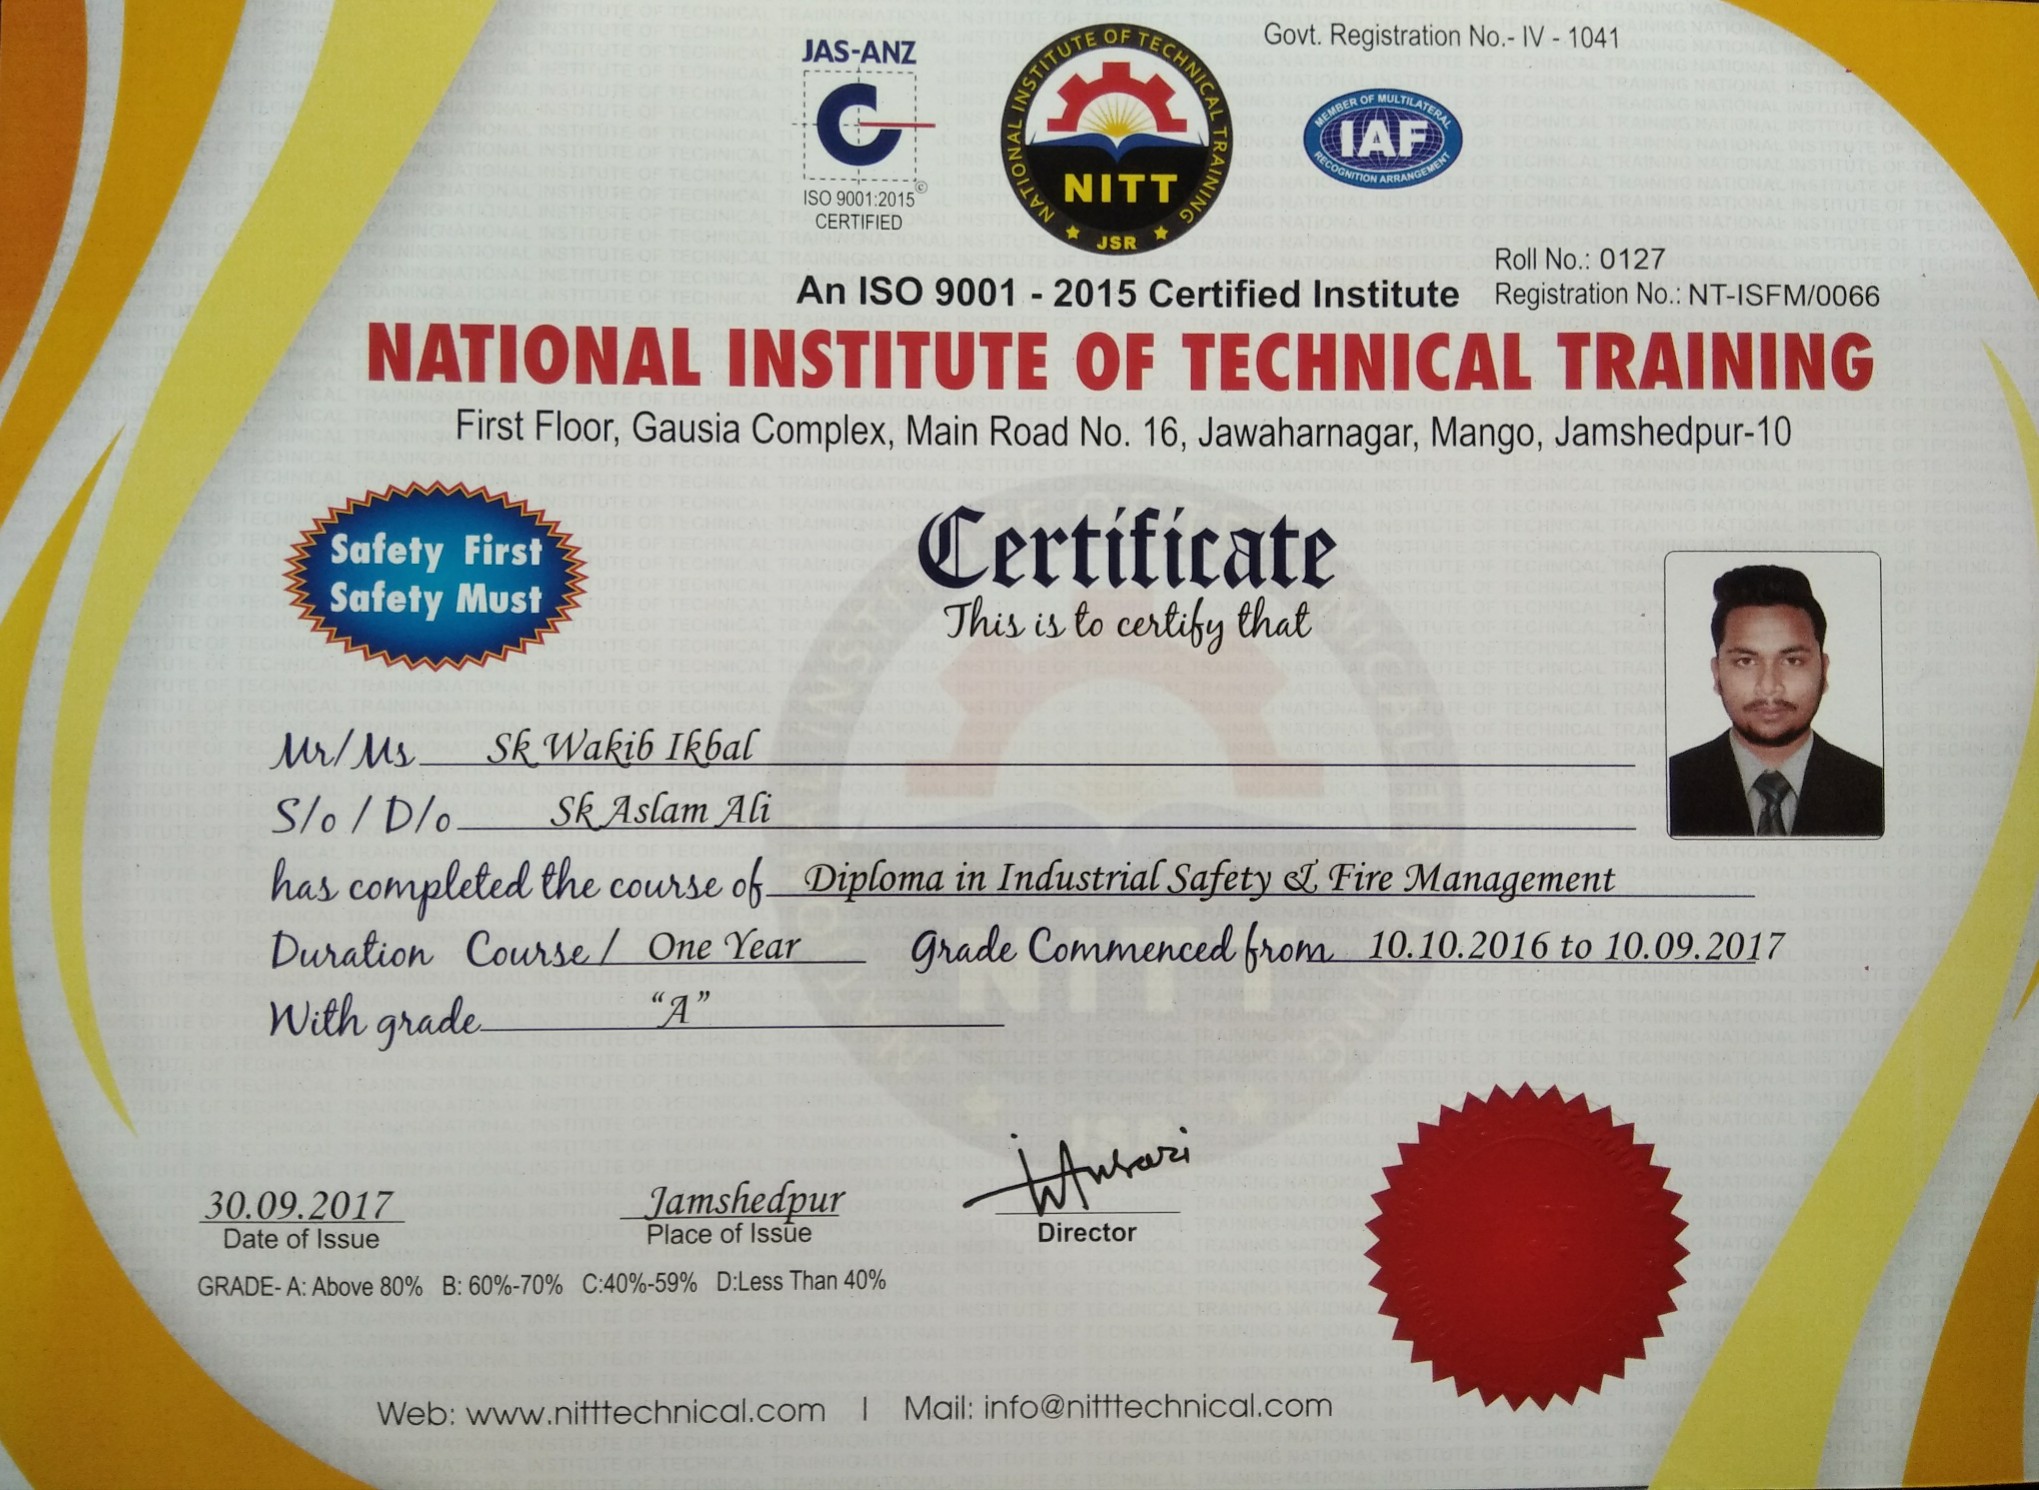 JAS-ANZ
ISO 9001:2015 ©
CERTIFIED
NATIONAL INSTITUTE OF TECHNICAL TRAINING
NITT
JSR
Govt. Registration No.- IV - 1041
MEMBER OF MULTILATERAL
IAF
RECOGNITION ARRANGEMENT
Roll No.: 0127
An ISO 9001 - 2015 Certified Institute
Registration No.: NT-ISFM/0066
NATIONAL INSTITUTE OF TECHNICAL TRAINING
First Floor, Gausia Complex, Main Road No. 16, Jawaharnagar, Mango, Jamshedpur-10
Safety First
Safety Must
Certificate
This is to certify that
Mr/Ms Sk Wakib Ikbal
S/o / D/o Sk Aslam Ali
has completed the course of Diploma in Industrial Safety & Fire Management
Duration Course / One Year Grade Commenced from 10.10.2016 to 10.09.2017
With grade "A"
30.09.2017
Date of Issue
Jamshedpur
Place of Issue
Director
GRADE- A: Above 80% B: 60%-70% C:40%-59% D:Less Than 40%
Web: www.nitttechnical.com | Mail: info@nitttechnical.com